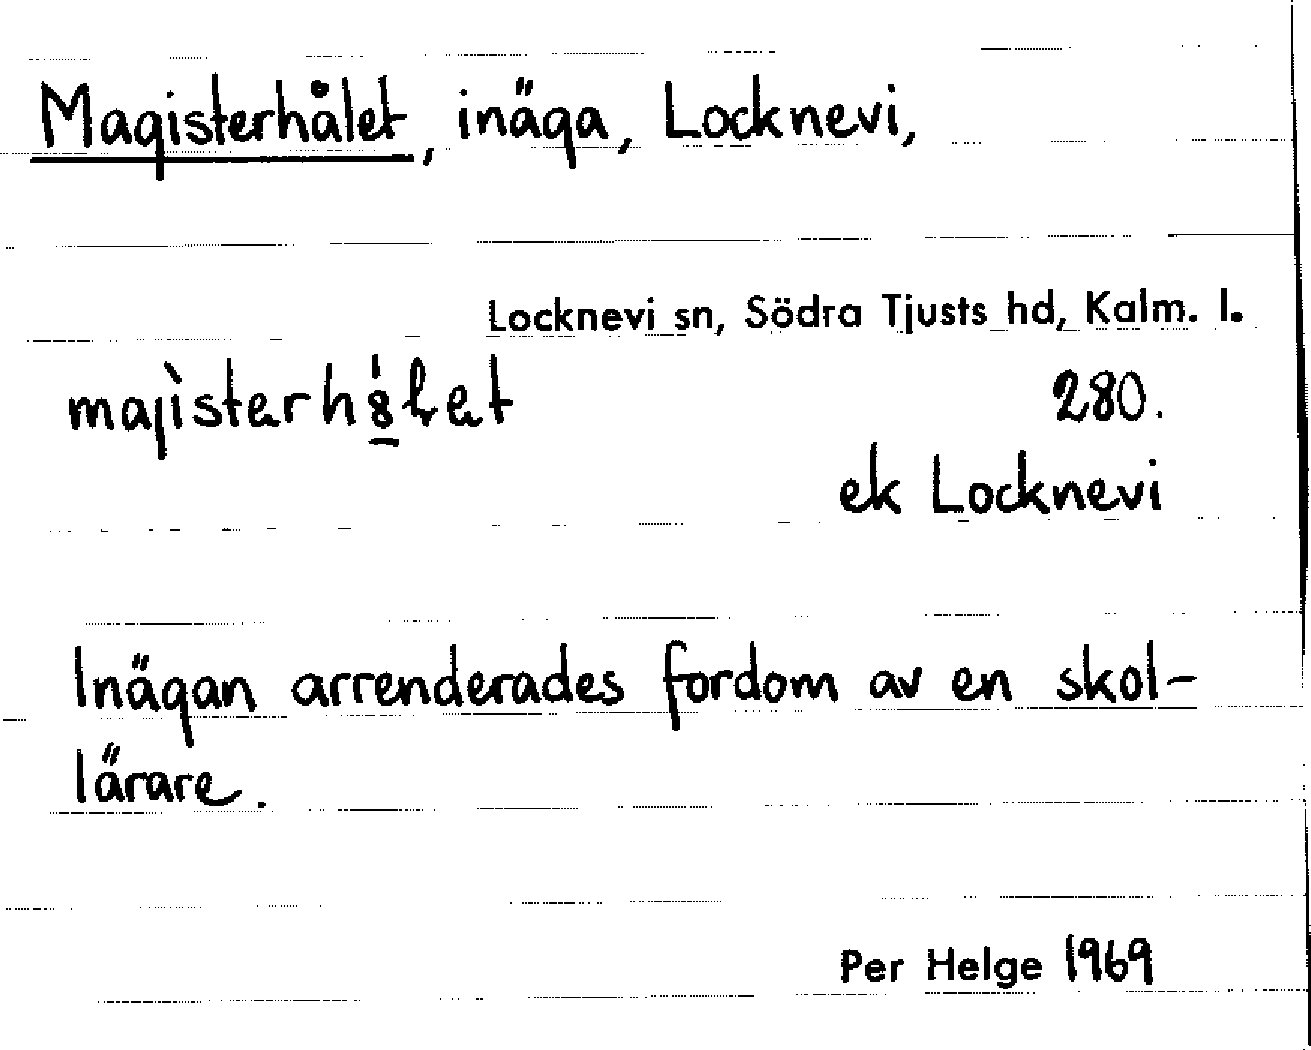 Magisterhålet, inäga, Locknevi,
Locknevi sn, Södra Tjusts hd, Kalm. l.
280.
ek Locknevi
Inägan arrenderades fordom av en skol-
lärare.
Per Helge 1969